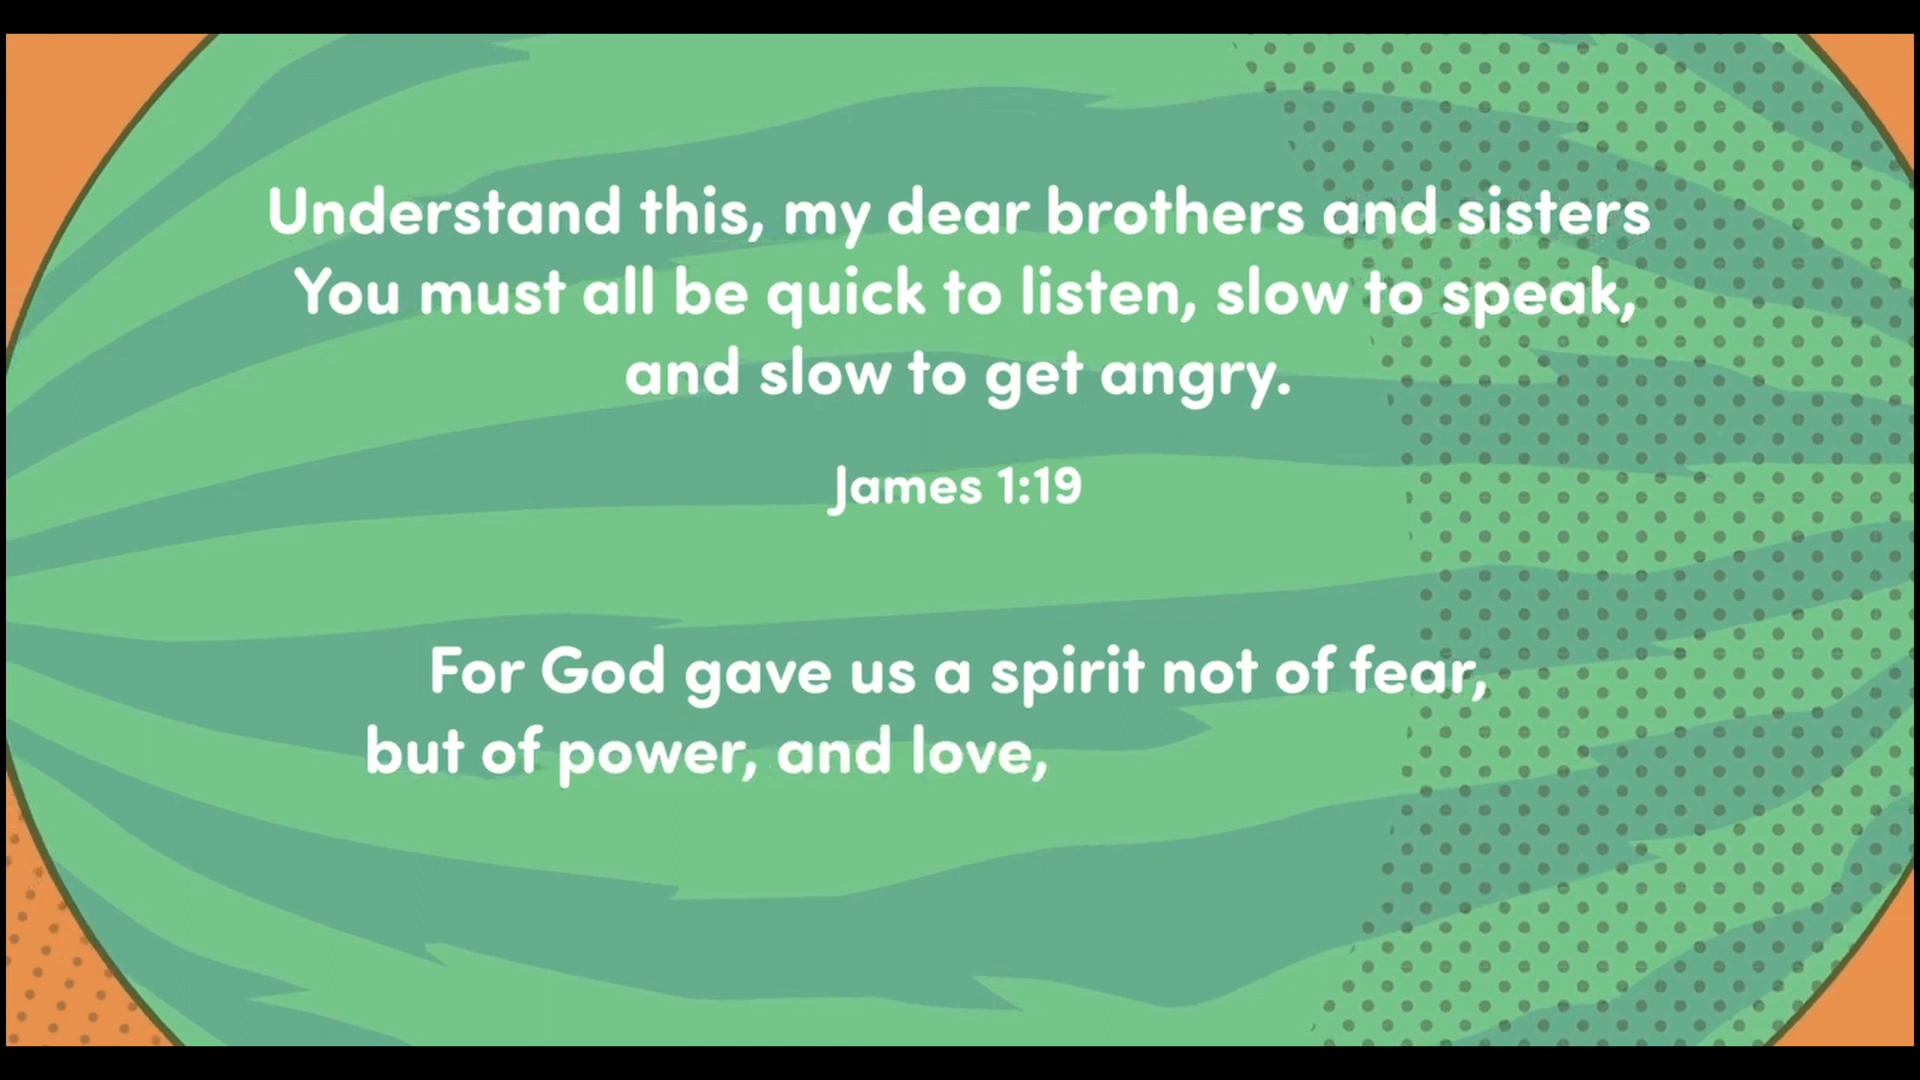 Understand this, my dear brothers and sisters
You must all be quick to listen, slow to speak,
and slow to get angry.
James 1:19
For God gave us a spirit not of fear,
but of power, and love,